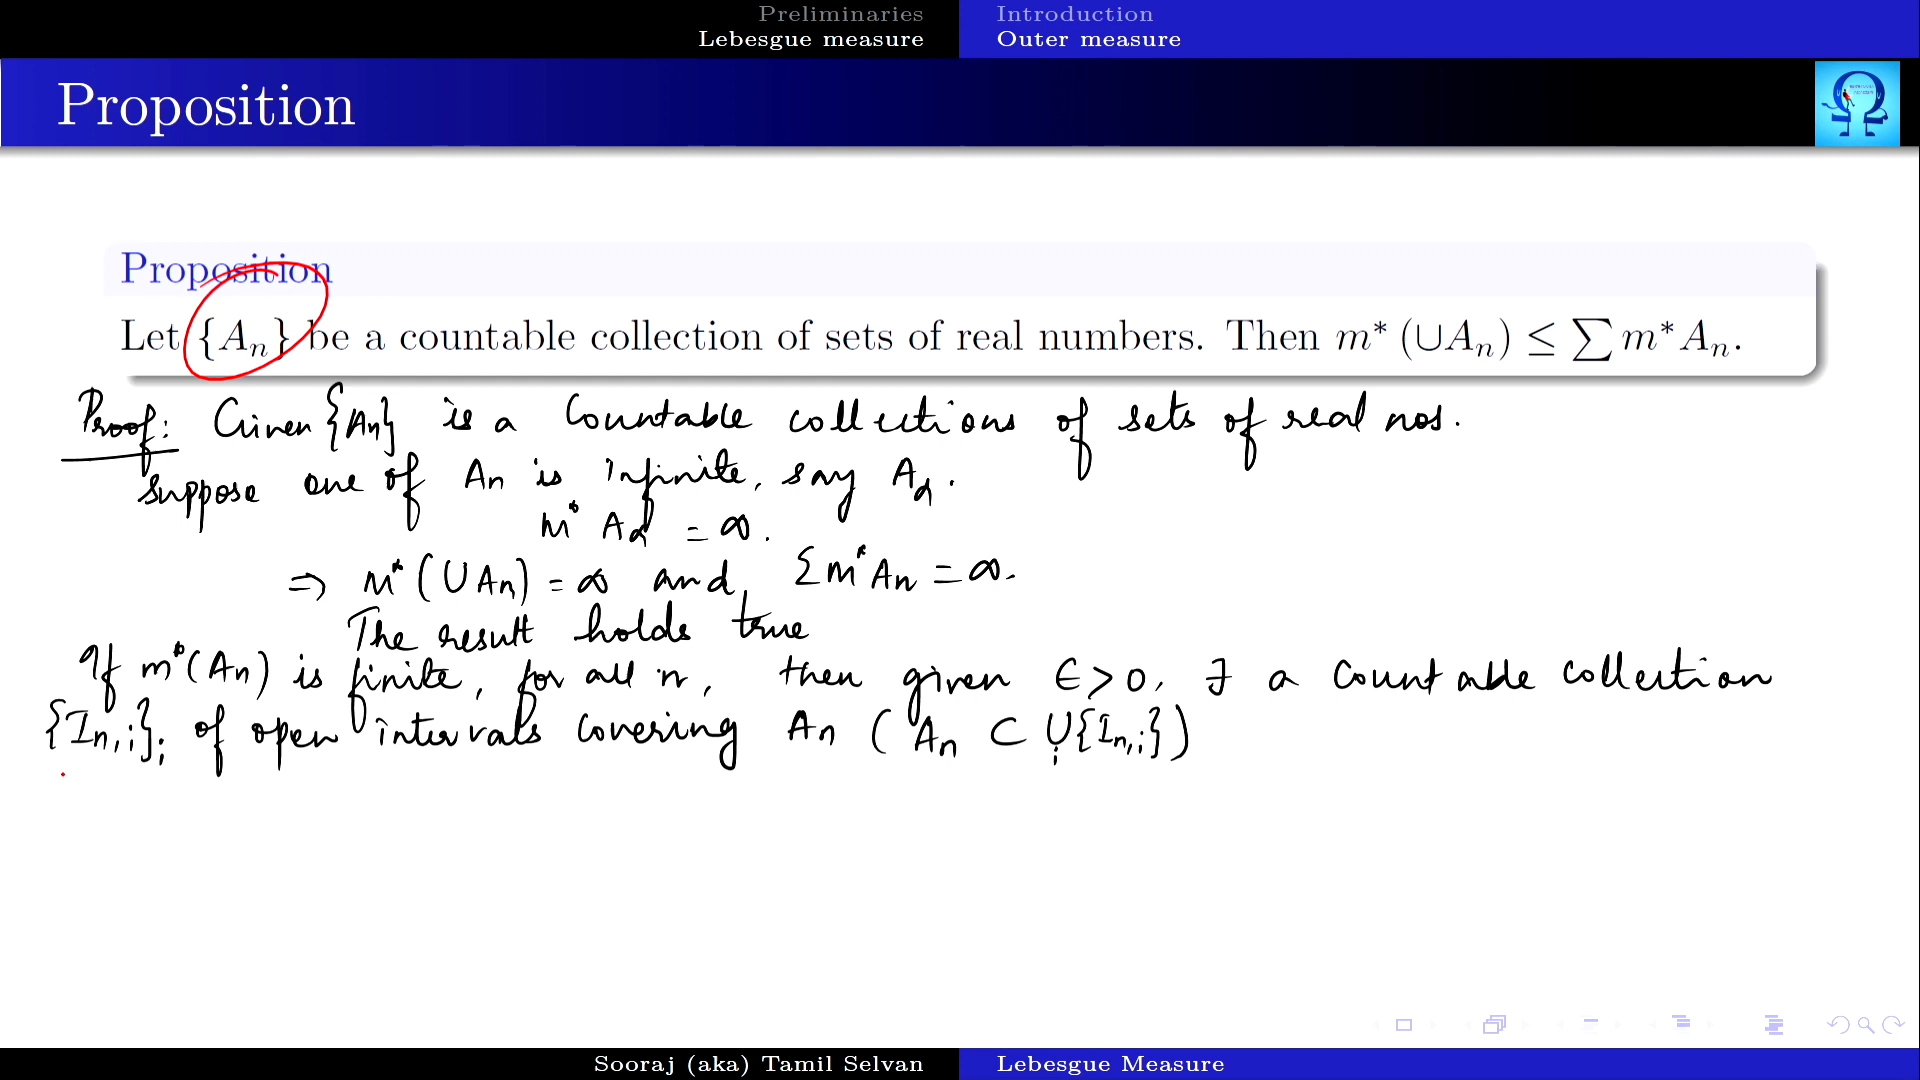 Preliminaries
Lebesgue measure
Introduction
Outer measure
Proposition
Proposition
Let {Aₙ} be a countable collection of sets of real numbers. Then m* (∪Aₙ) ≤ ∑ m*Aₙ.
Proof: Given {Aₙ} is a countable collections of sets of real nos.
Suppose one of Aₙ is infinite, say A_α.
m* A_α = ∞.
⇒ m* (∪Aₙ) = ∞ and, Σm*Aₙ = ∞.
The result holds true
If m*(Aₙ) is finite, for all n, then given ϵ>0, ∃ a countable collection
{Iₙ,ᵢ}ᵢ of open intervals covering Aₙ (Aₙ ⊂ ∪ᵢ{Iₙ,ᵢ})
Sooraj (aka) Tamil Selvan
Lebesgue Measure